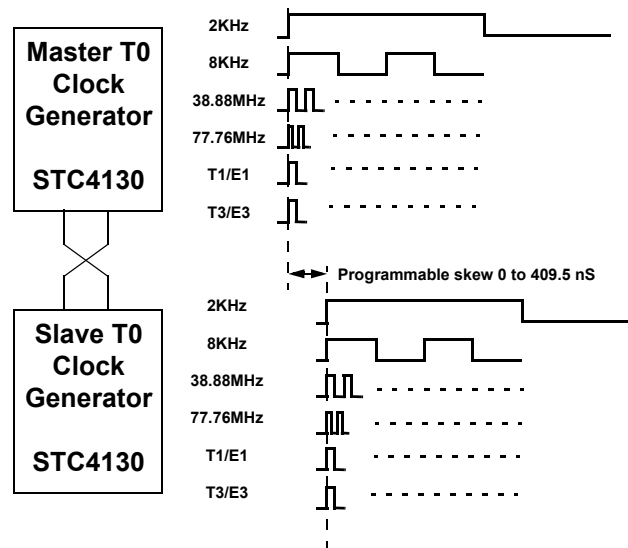 Master T0
Clock
Generator
STC4130
2KHz
8KHz
38.88MHz
77.76MHz
T1/E1
T3/E3
Programmable skew 0 to 409.5 nS
Slave T0
Clock
Generator
STC4130
2KHz
8KHz
38.88MHz
77.76MHz
T1/E1
T3/E3